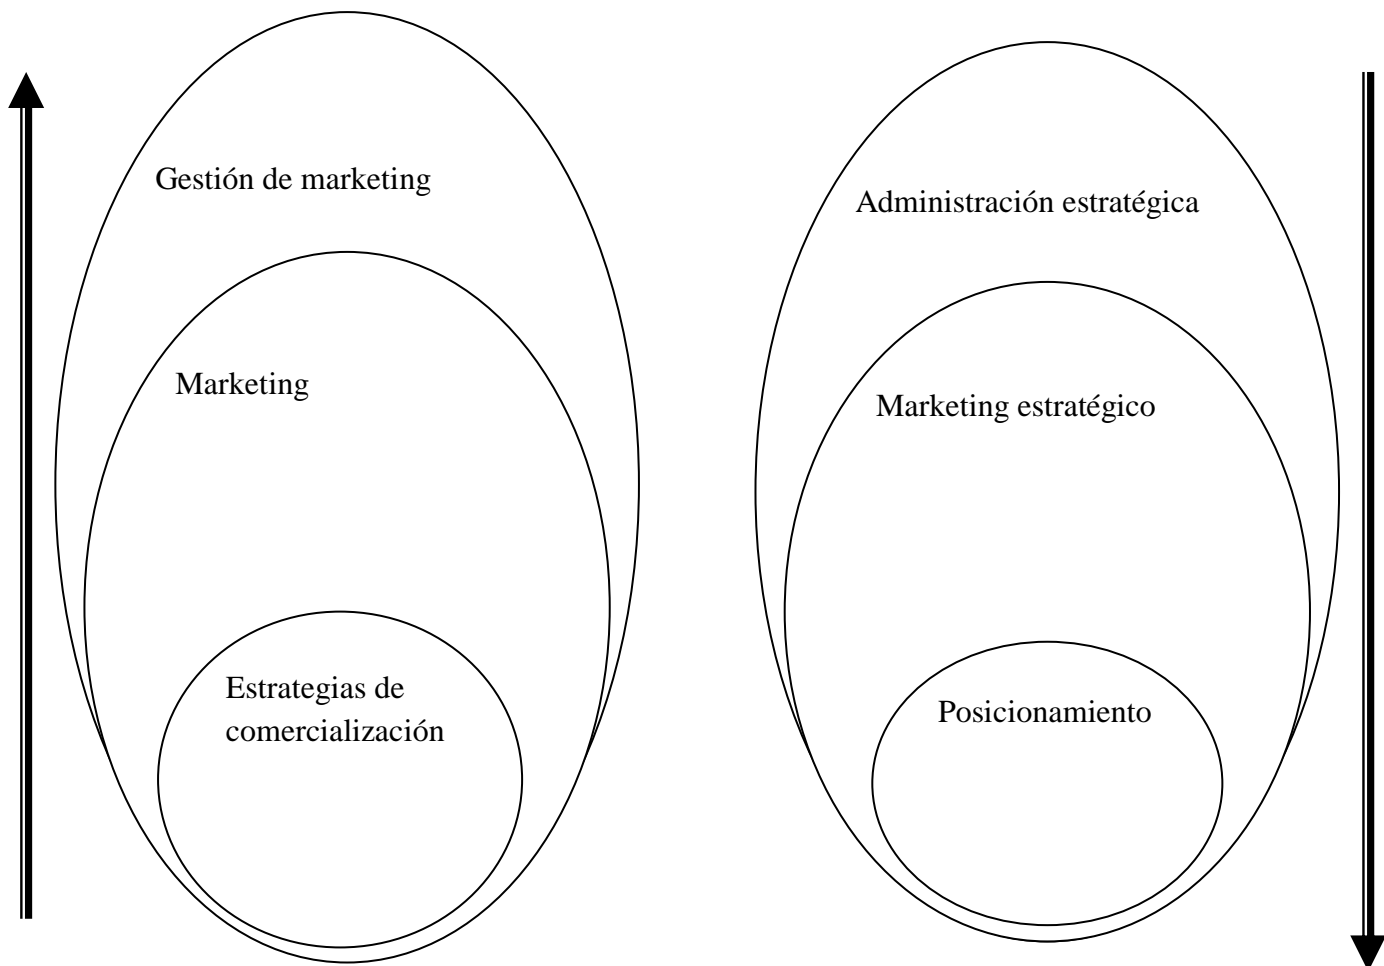 Gestión de marketing
Marketing
Estrategias de
comercialización
Administración estratégica
Marketing estratégico
Posicionamiento